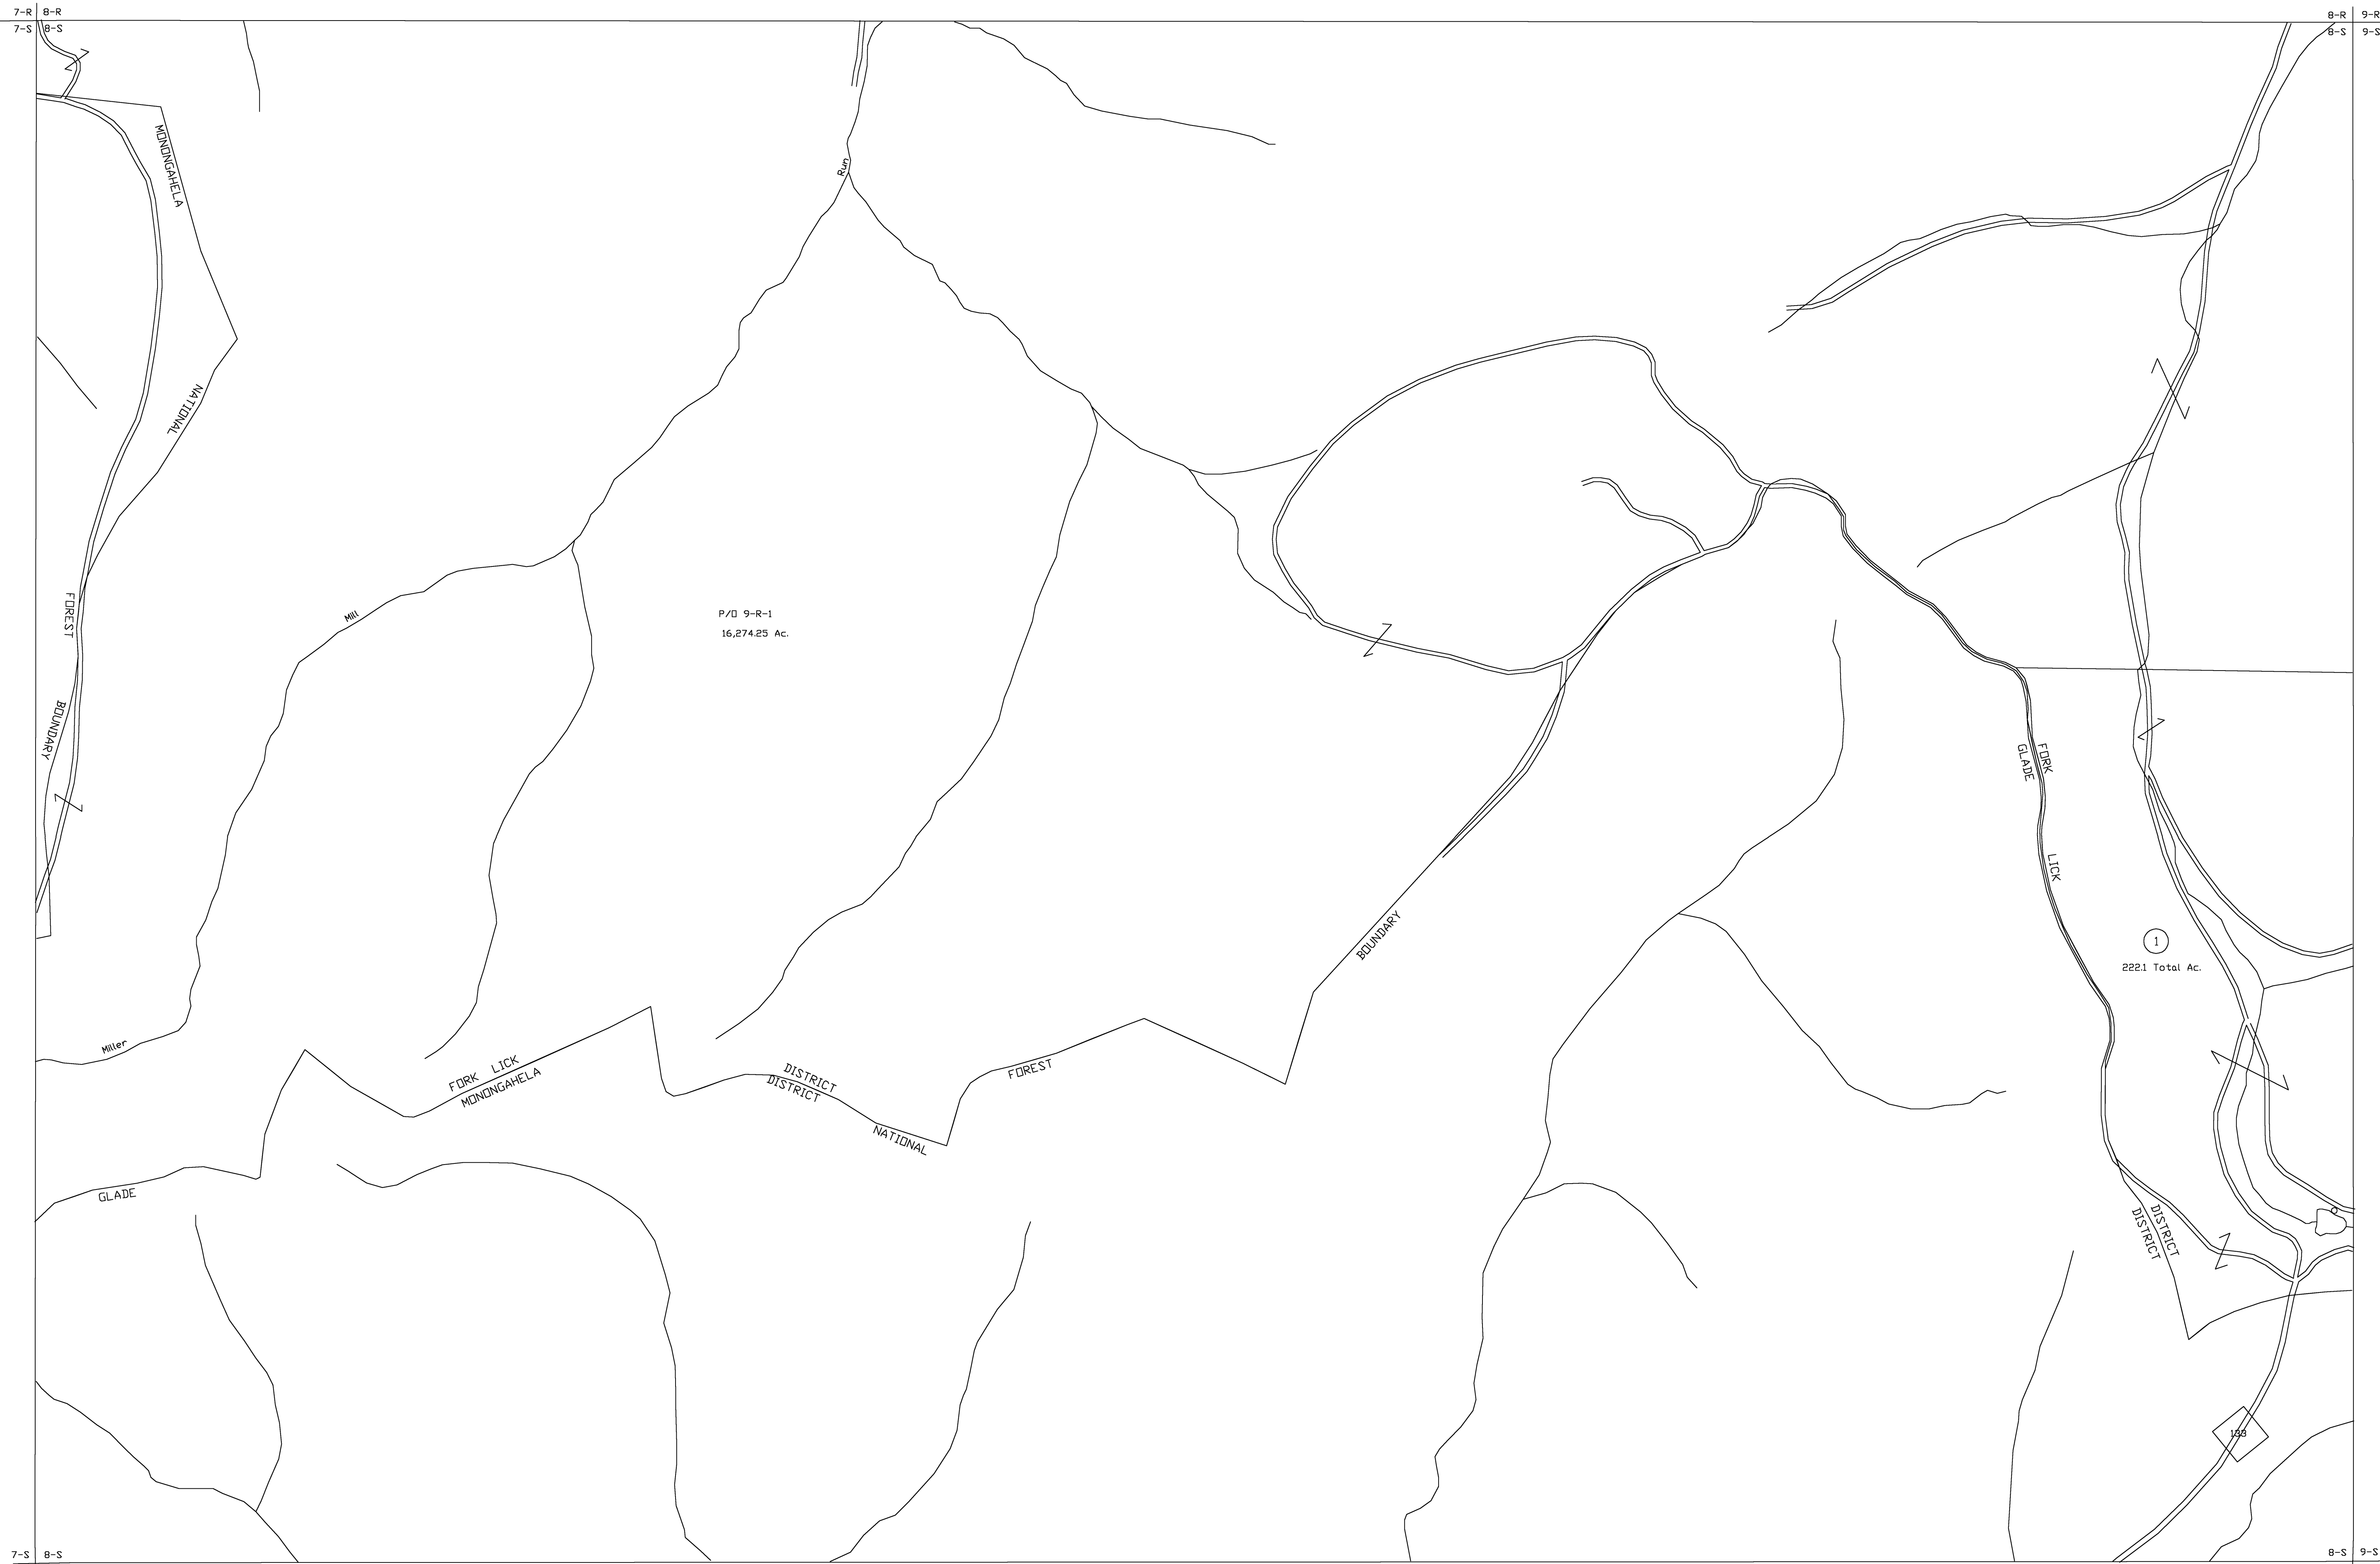 7-R 8-R
7-S 8-S
8-R 9-R
8-S 9-S
MONONGAHELA
NATIONAL
FOREST
BOUNDARY
Run
Mill
Miller
P/O 9-R-1
16,274.25 Ac.
FORK
GLADE
LICK
BOUNDARY
1
222.1 Total Ac.
FORK LICK
MONONGAHELA
DISTRICT
DISTRICT
NATIONAL
FOREST
GLADE
DISTRICT
DISTRICT
133
7-S 8-S
8-S 9-S